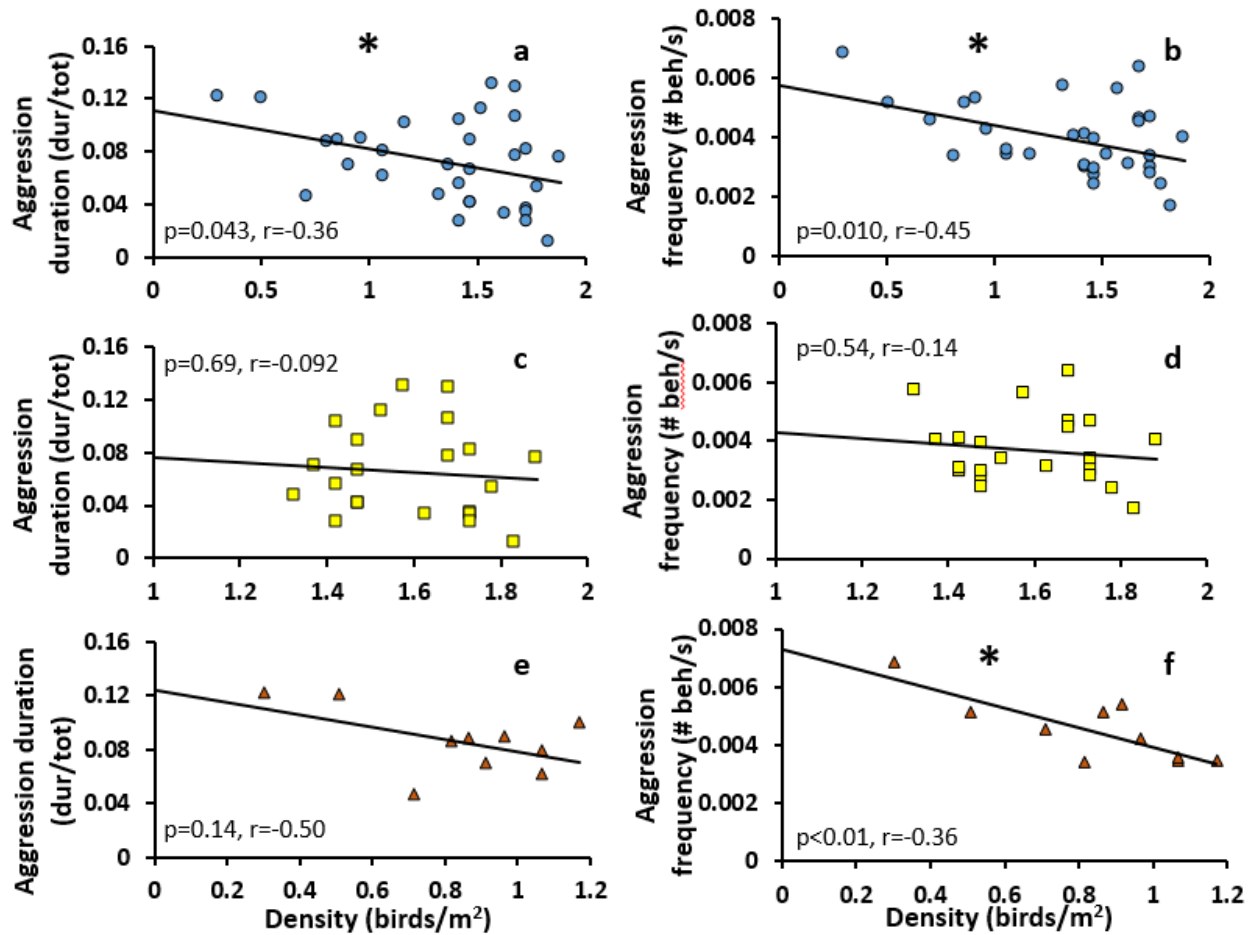 0.16
0.12
0.08
0.04
0
Aggression
duration (dur/tot)
*
a
p=0.043, r=-0.36
0 0.5 1 1.5 2
0.008
0.006
0.004
0.002
0
Aggression
frequency (# beh/s)
*
b
p=0.010, r=-0.45
0 0.5 1 1.5 2
0.16
0.12
0.08
0.04
0
Aggression
duration (dur/tot)
p=0.69, r=-0.092
c
1 1.2 1.4 1.6 1.8 2
0.008
0.006
0.004
0.002
0
Aggression
frequency (# beh/s)
p=0.54, r=-0.14
d
1 1.2 1.4 1.6 1.8 2
0.16
0.12
0.08
0.04
0
Aggression duration
(dur/tot)
e
p=0.14, r=-0.50
0 0.2 0.4 0.6 0.8 1 1.2
Density (birds/m²)
0.008
0.006
0.004
0.002
0
Aggression
frequency (# beh/s)
*
f
p<0.01, r=-0.36
0 0.2 0.4 0.6 0.8 1 1.2
Density (birds/m²)